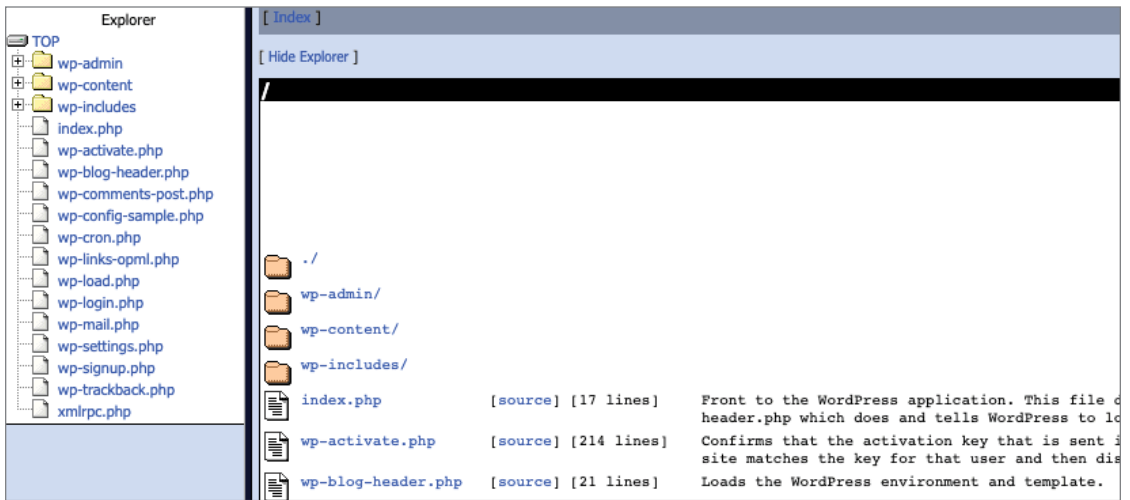 Explorer
TOP
wp-admin
wp-content
wp-includes
index.php
wp-activate.php
wp-blog-header.php
wp-comments-post.php
wp-config-sample.php
wp-cron.php
wp-links-opml.php
wp-load.php
wp-login.php
wp-mail.php
wp-settings.php
wp-signup.php
wp-trackback.php
xmlrpc.php
[ Index ]
[ Hide Explorer ]
/
./
wp-admin/
wp-content/
wp-includes/
index.php [source] [17 lines] Front to the WordPress application. This file
header.php which does and tells WordPress to
wp-activate.php [source] [214 lines] Confirms that the activation key that is sent
site matches the key for that user and then
wp-blog-header.php [source] [21 lines] Loads the WordPress environment and template.